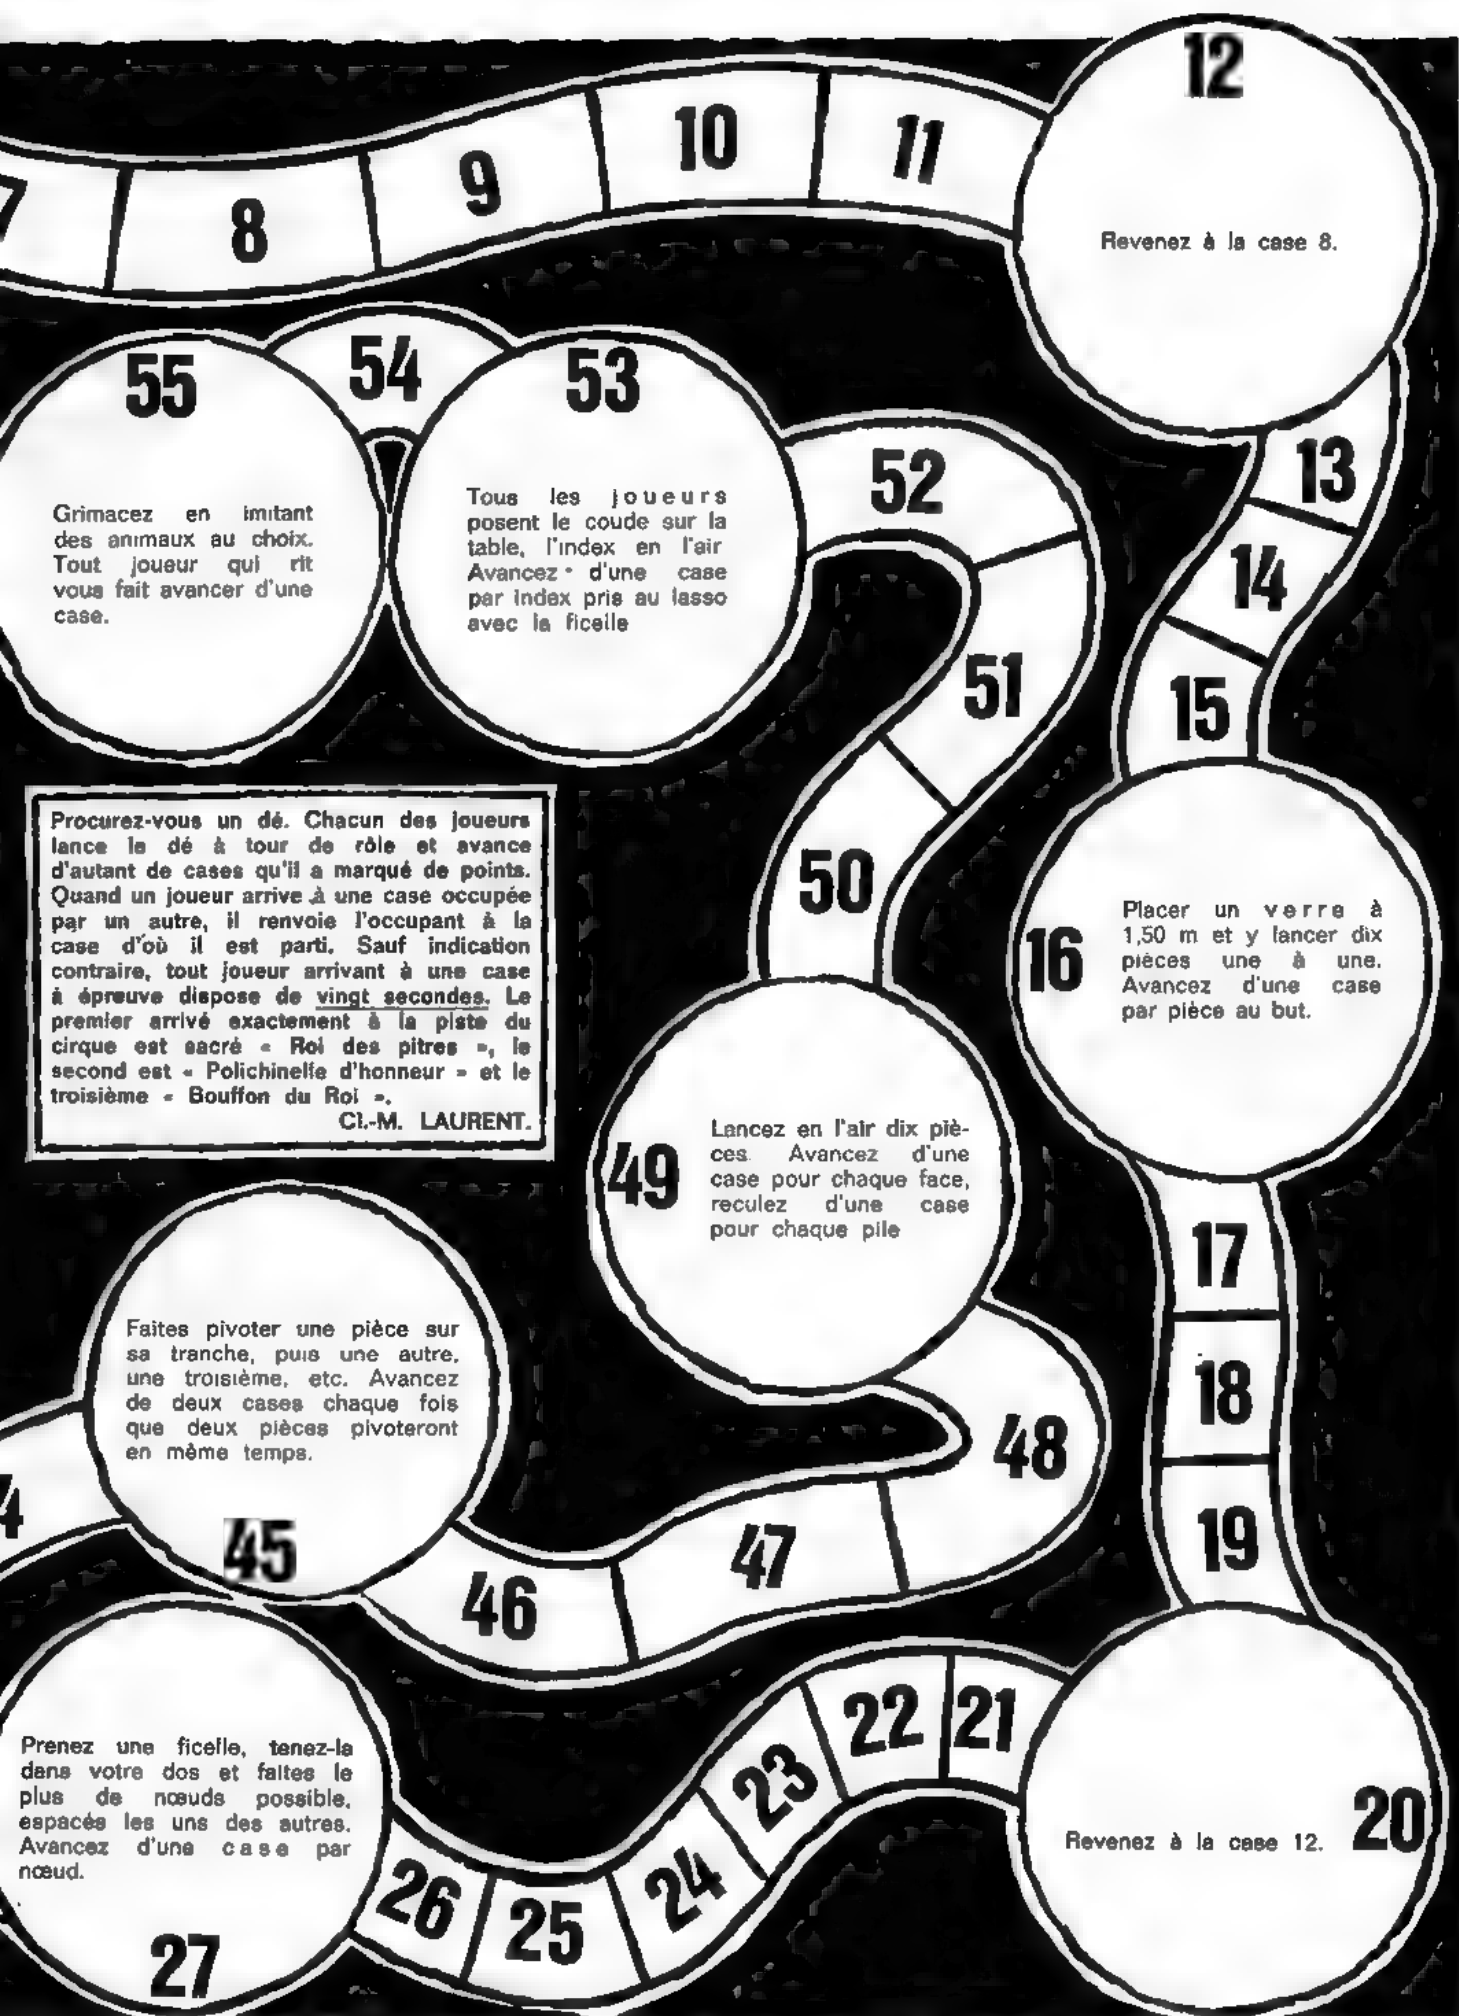 12
10
11
9
7
8
Revenez à la case 8.
55
54
53
52
13
Grimacez en imitant
des animaux au choix.
Tout joueur qui rit
vous fait avancer d'une
case.
Tous les joueurs
posent le coude sur la
table, l'index en l'air
Avancez d'une case
par index pris au lasso
avec la ficelle
14
51
15
Procurez-vous un dé. Chacun des joueurs
lance le dé à tour de rôle et avance
d'autant de cases qu'il a marqué de points.
Quand un joueur arrive à une case occupée
par un autre, il renvoie l'occupant à la
case d'où il est parti. Sauf indication
contraire, tout joueur arrivant à une case
à épreuve dispose de vingt secondes. Le
premier arrivé exactement à la piste du
cirque est sacré « Roi des pitres », le
second est « Polichinelle d'honneur » et le
troisième « Bouffon du Roi ».
Cl.-M. LAURENT.
50
16
Placer un verre à
1,50 m et y lancer dix
pièces une à une.
Avancez d'une case
par pièce au but.
49
Lancez en l'air dix piè-
ces. Avancez d'une
case pour chaque face,
reculez d'une case
pour chaque pile
17
Faites pivoter une pièce sur
sa tranche, puis une autre,
une troisième, etc. Avancez
de deux cases chaque fois
que deux pièces pivoteront
en même temps.
45
18
48
4
47
46
19
22
21
23
20
Revenez à la case 12.
Prenez une ficelle, tenez-la
dans votre dos et faites le
plus de nœuds possible,
espacés les uns des autres.
Avancez d'une case par
nœud.
27
26
25
24